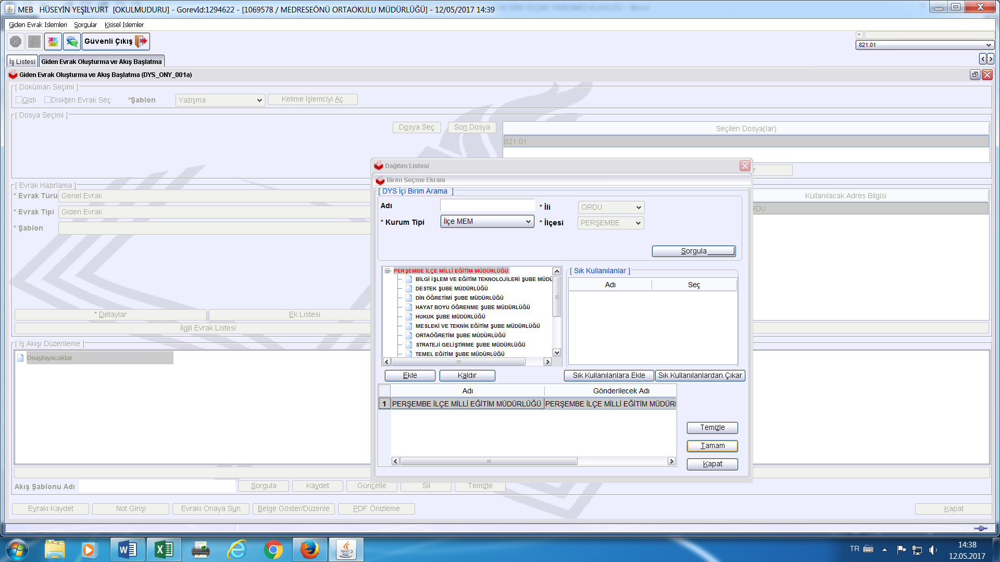 MEB HÜSEYİN YEŞİLYURT [OKULMUDURU] - GorevId:1294622 - [1069578 / MEDRESEÖNÜ ORTAOKULU MÜDÜRLÜĞÜ] - 12/05/2017 14:39
Giden Evrak Islemleri Sorgular Kisisel Islemler
Güvenli Çıkış
821.01
İş Listesi Giden Evrak Oluşturma ve Akış Başlatma
Giden Evrak Oluşturma ve Akış Başlatma (DYS_ONY_001a)
[ Doküman Seçimi ]
Gizli Diskten Evrak Seç *Şablon Yazışma Kelime İşlemciyi Aç
[ Dosya Seçimi ]
Dosya Seç Son Dosya Seçilen Dosya(lar)
821.01
Dağıtım Listesi
r
Birim Seçme Ekranı
[ Evrak Hazırlama ]
[ DYS İçi Birim Arama ]
* Evrak Türü Genel Evrak
Kullanılacak Adres Bilgisi
Adı * İli ORDU
* Evrak Tipi Giden Evrak
RDU
* Kurum Tipi İlçe MEM * İlçesi PERŞEMBE
* Şablon
Sorgula
PERŞEMBE İLÇE MİLLİ EĞİTİM MÜDÜRLÜĞÜ
BİLGİ İŞLEM VE EĞİTİM TEKNOLOJİLERİ ŞUBE MÜDÜ
DESTEK ŞUBE MÜDÜRLÜĞÜ
DİN ÖĞRETİMİ ŞUBE MÜDÜRLÜĞÜ
HAYAT BOYU ÖĞRENME ŞUBE MÜDÜRLÜĞÜ
HUKUK ŞUBE MÜDÜRLÜĞÜ
MESLEKİ VE TEKNİK EĞİTİM ŞUBE MÜDÜRLÜĞÜ
ORTAÖĞRETİM ŞUBE MÜDÜRLÜĞÜ
STRATEJİ GELİŞTİRME ŞUBE MÜDÜRLÜĞÜ
TEMEL EĞİTİM ŞUBE MÜDÜRLÜĞÜ
[ Sık Kullanılanlar ]
Adı Seç
* Detaylar Ek Listesi
İlgili Evrak Listesi
[ İş Akışı Düzenleme ]
Onaylayacaklar
Ekle Kaldır Sık Kullanılanlara Ekle Sık Kullanılanlardan Çıkar
Adı Gönderilecek Adı
1 PERŞEMBE İLÇE MİLLİ EĞİTİM MÜDÜRLÜĞÜ PERŞEMBE İLÇE MİLLİ EĞİTİM MÜDÜRL
Temizle
Tamam
Kapat
Akış Şablonu Adı Sorgula Kaydet Güncelle Sil Temizle
Evrakı Kaydet Not Girişi Evrakı Onaya Sun Belge Göster/Düzenle PDF Önizleme Kapat
TR 14:38
12.05.2017